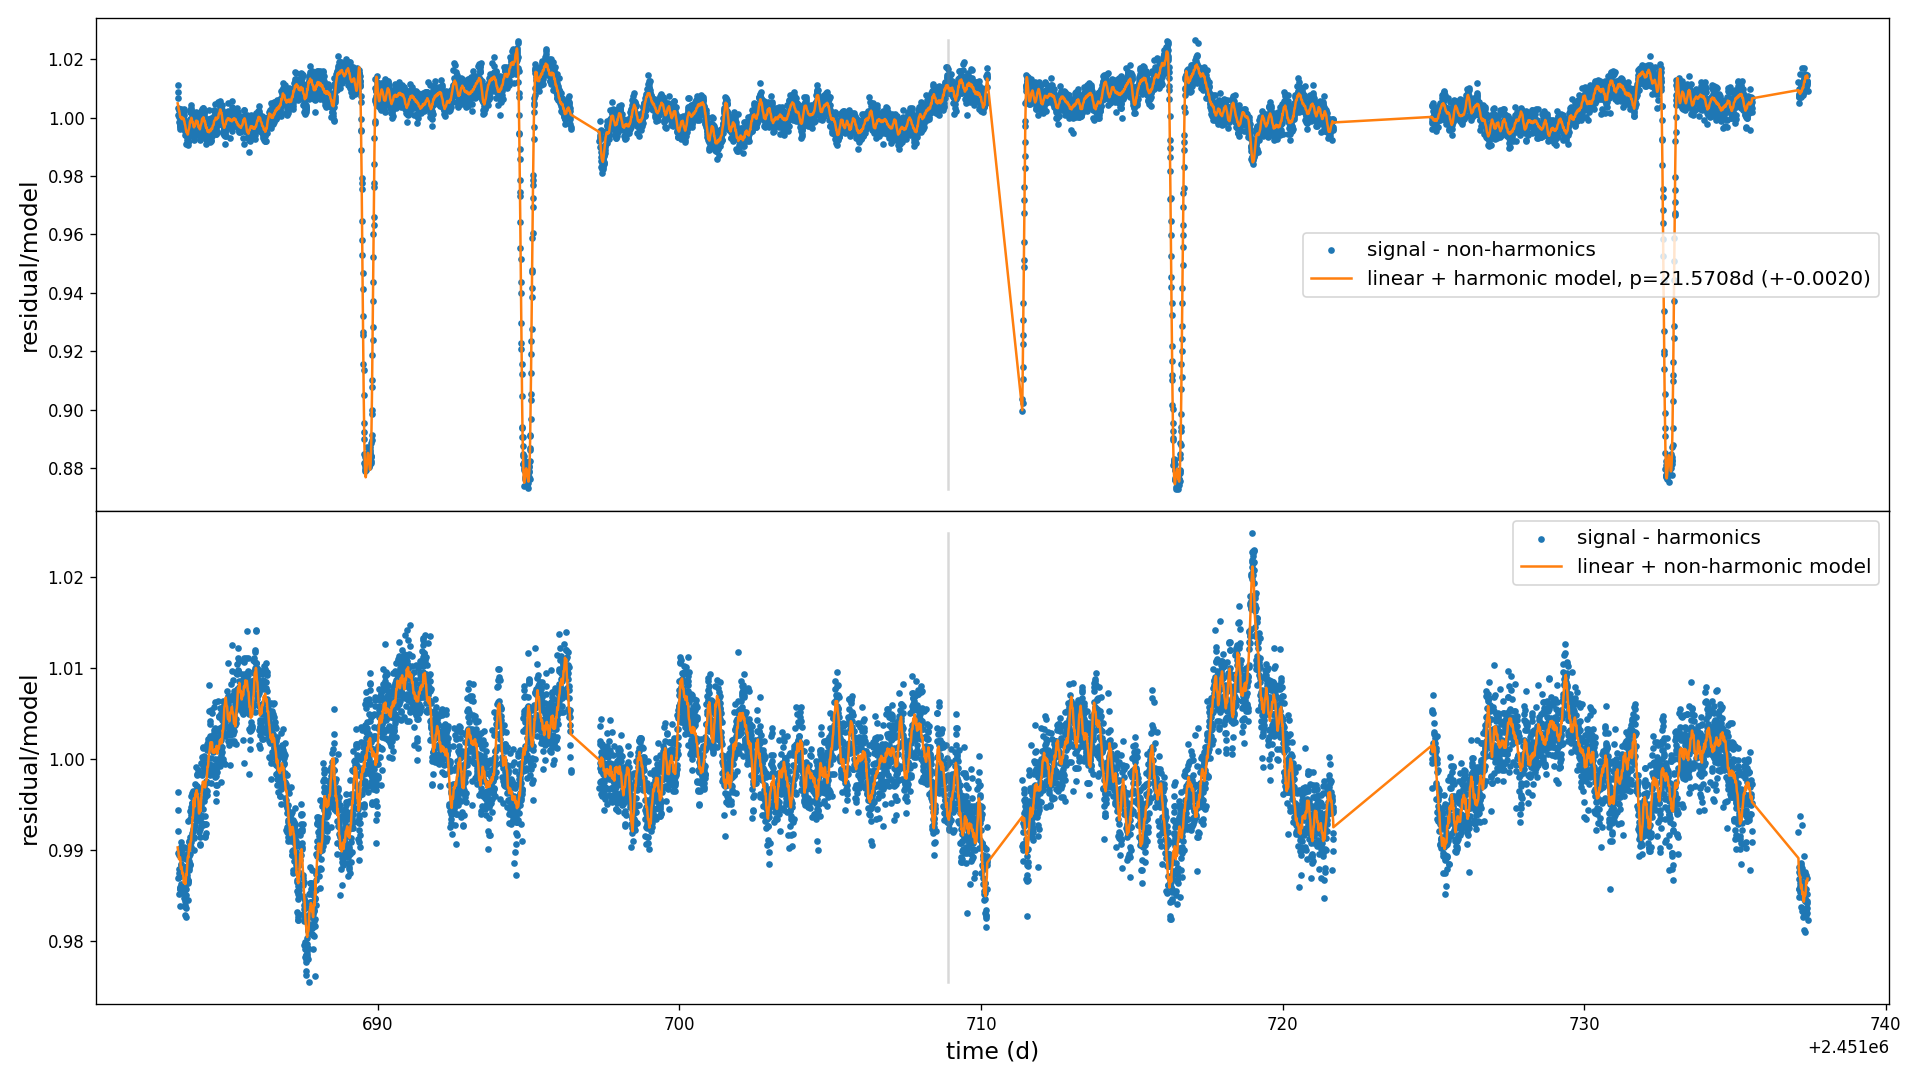 1.02
1.00
0.98
0.96
0.94
0.92
0.90
0.88
residual/model
signal - non-harmonics
linear + harmonic model, p=21.5708d (+-0.0020)
1.02
1.01
1.00
0.99
0.98
residual/model
signal - harmonics
linear + non-harmonic model
690
700
710
720
730
740
time (d)
+2.451e6